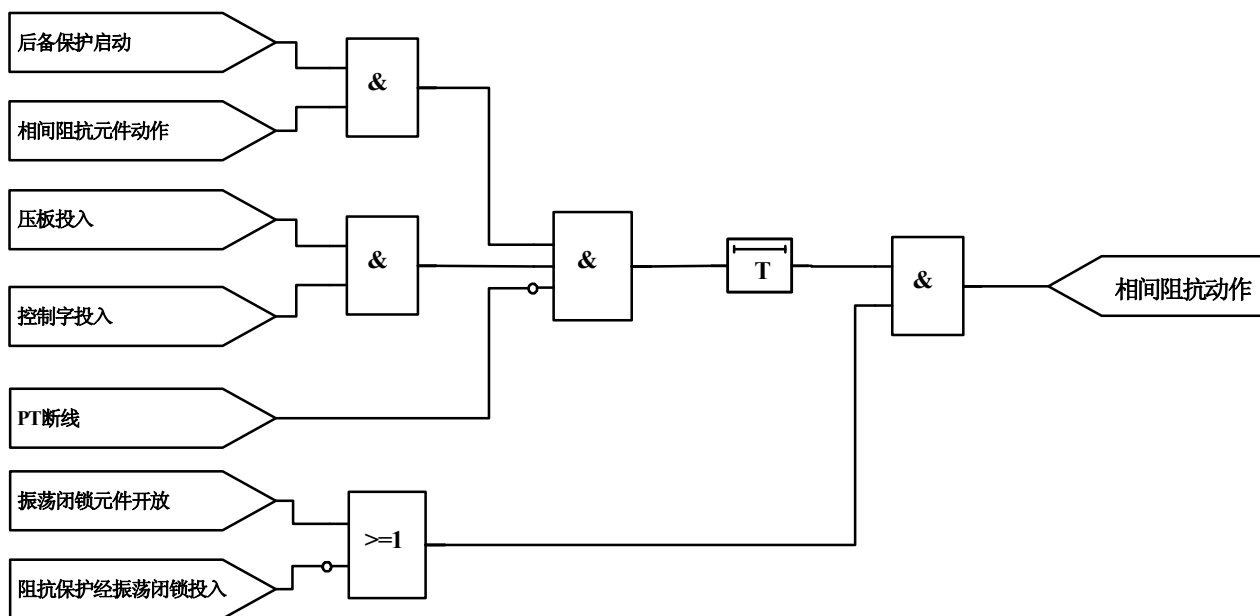 后备保护启动
&
相间阻抗元件动作
压板投入
&
&
T
&
相间阻抗动作
控制字投入
PT断线
振荡闭锁元件开放
>=1
阻抗保护经振荡闭锁投入